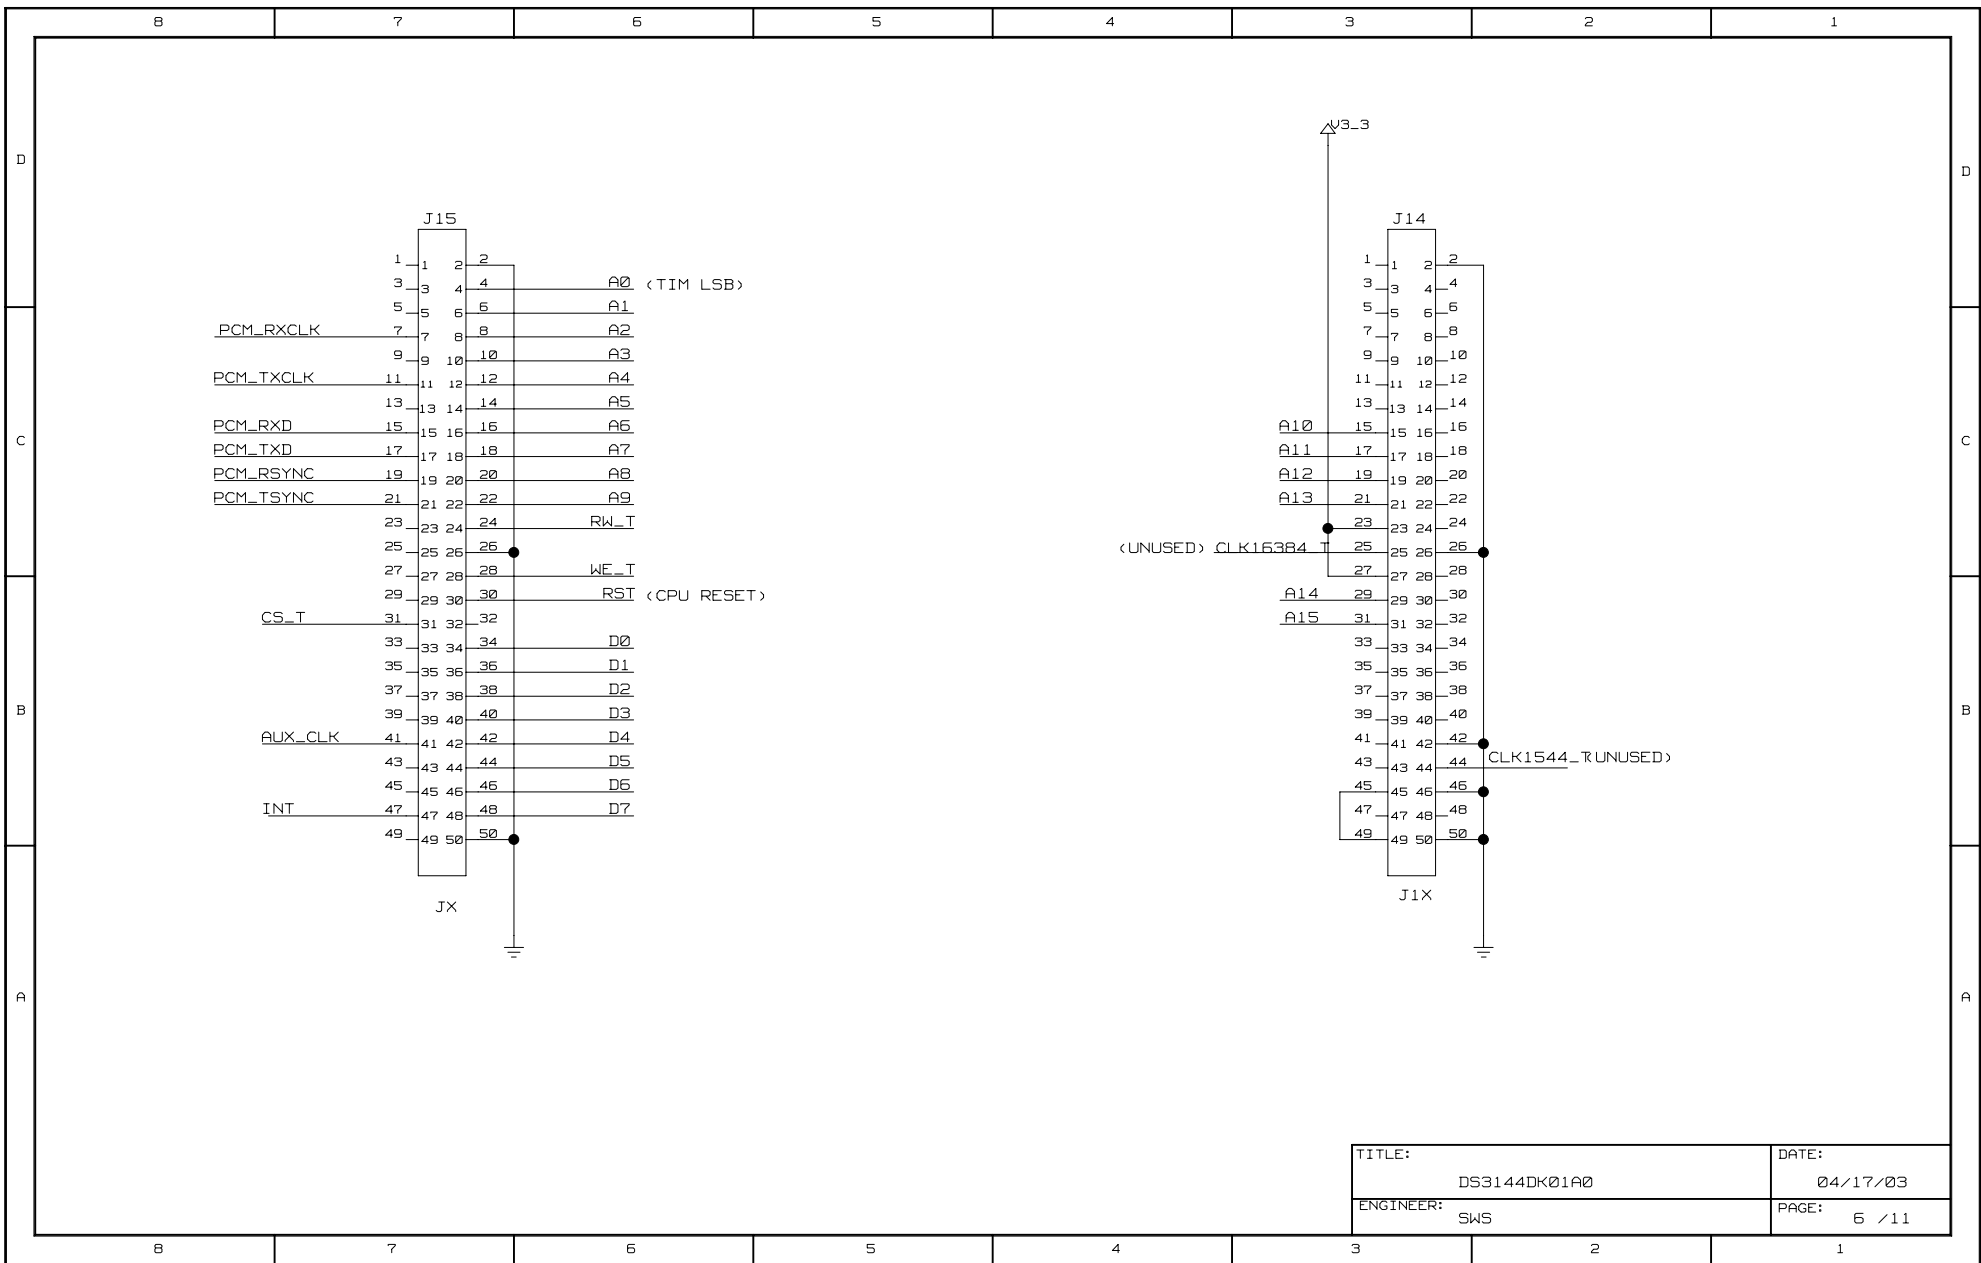 8 7 6 5 4 3 2 1
V3_3
D D
J15 J14
1 1 2 2 1 1 2 2
3 3 4 4 A0 (TIM LSB) 3 3 4 4
5 5 6 6 A1 5 5 6 6
PCM_RXCLK 7 7 8 8 A2 7 7 8 8
9 9 10 10 A3 9 9 10 10
PCM_TXCLK 11 11 12 12 A4 11 11 12 12
13 13 14 14 A5 13 13 14 14
PCM_RXD 15 15 16 16 A6 A10 15 15 16 16
C C
PCM_TXD 17 17 18 18 A7 A11 17 17 18 18
PCM_RSYNC 19 19 20 20 A8 A12 19 19 20 20
PCM_TSYNC 21 21 22 22 A9 A13 21 21 22 22
23 23 24 24 RW_T 23 23 24 24
25 25 26 26 (UNUSED) CLK16384_T 25 25 26 26
27 27 28 28 WE_T 27 27 28 28
29 29 30 30 RST (CPU RESET) A14 29 29 30 30
CS_T 31 31 32 32 A15 31 31 32 32
33 33 34 34 D0 33 33 34 34
35 35 36 36 D1 35 35 36 36
37 37 38 38 D2 37 37 38 38
B B
39 39 40 40 D3 39 39 40 40
AUX_CLK 41 41 42 42 D4 41 41 42 42
43 43 44 44 D5 43 43 44 44 CLK1544_T (UNUSED)
45 45 46 46 D6 45 45 46 46
INT 47 47 48 48 D7 47 47 48 48
49 49 50 50 49 49 50 50
JX J1X
A A
TITLE: DATE:
DS3144DK01A0 04/17/03
ENGINEER: PAGE:
SWS 6 /11
8 7 6 5 4 3 2 1